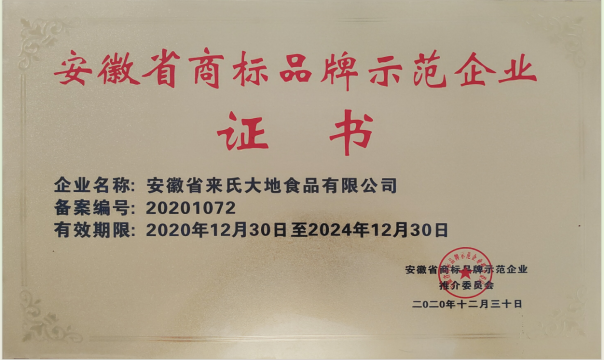 安徽省商标品牌示范企业
证 书
企业名称: 安徽省来氏大地食品有限公司
备案编号: 20201072
有效期限: 2020年12月30日至2024年12月30日
安徽省商标品牌示范企业
推介委员会
二〇二〇年十二月三十日